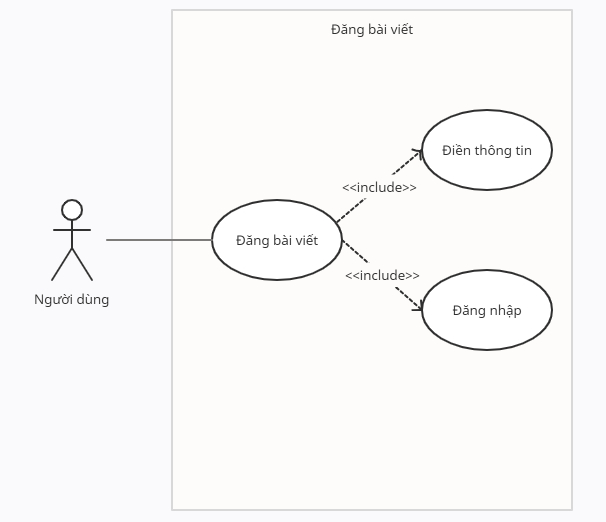 Đăng bài viết
Điền thông tin
<<include>>
Đăng bài viết
<<include>>
Người dùng
Đăng nhập